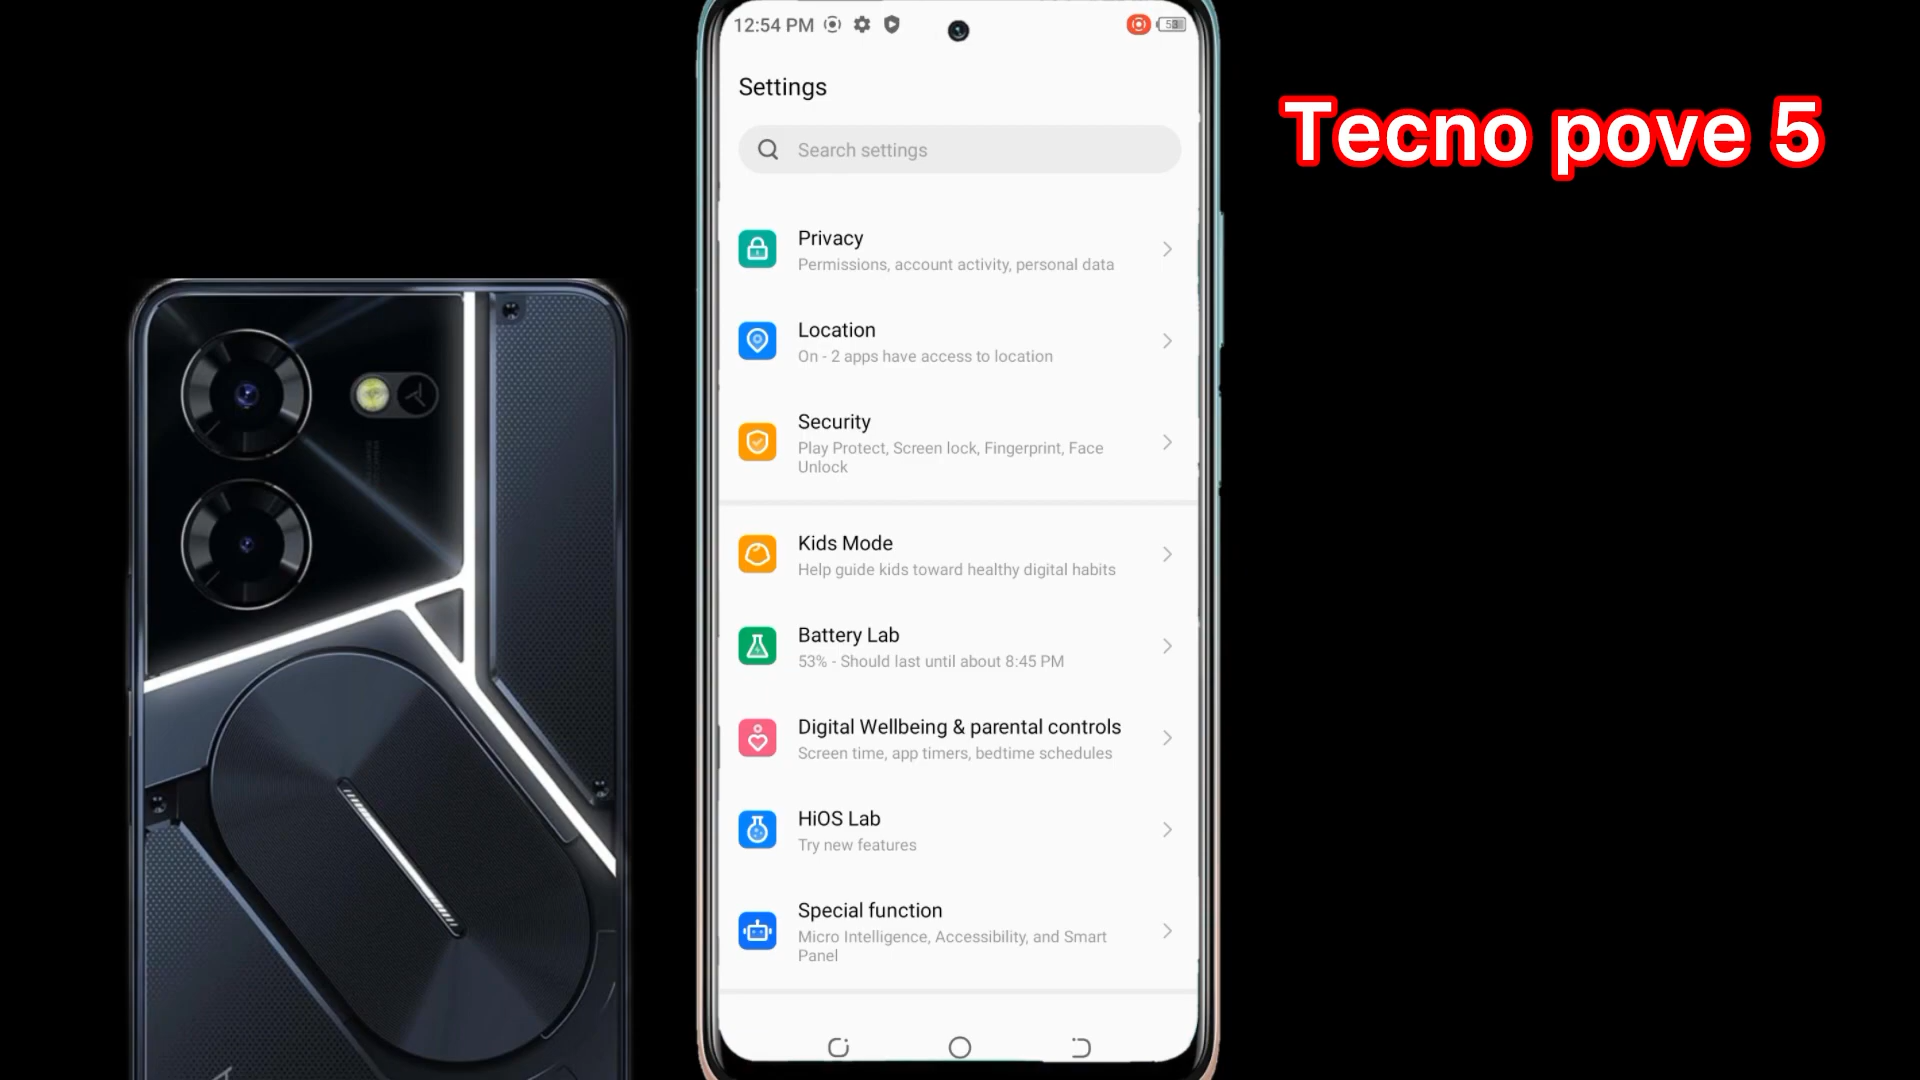 12:54 PM
53
Settings
Tecno pove 5
Search settings
Privacy
Permissions, account activity, personal data
Location
On - 2 apps have access to location
Security
Play Protect, Screen lock, Fingerprint, Face
Unlock
Kids Mode
Help guide kids toward healthy digital habits
Battery Lab
53% - Should last until about 8:45 PM
Digital Wellbeing & parental controls
Screen time, app timers, bedtime schedules
HiOS Lab
Try new features
Special function
Micro Intelligence, Accessibility, and Smart
Panel